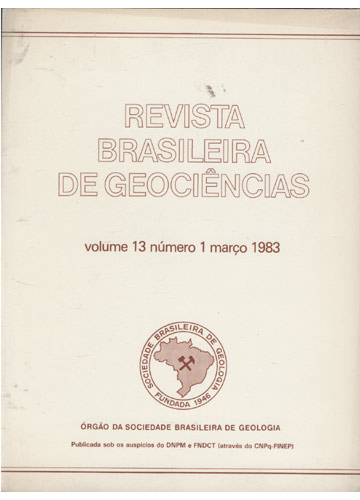 REVISTA
BRASILEIRA
DE GEOCIÊNCIAS
volume 13 número 1 março 1983
SOCIEDADE BRASILEIRA DE GEOLOGIA
FUNDADA 1946
ÓRGÃO DA SOCIEDADE BRASILEIRA DE GEOLOGIA
Publicada sob os auspícios do DNPM e FNDCT (através do CNPq-FINEP)